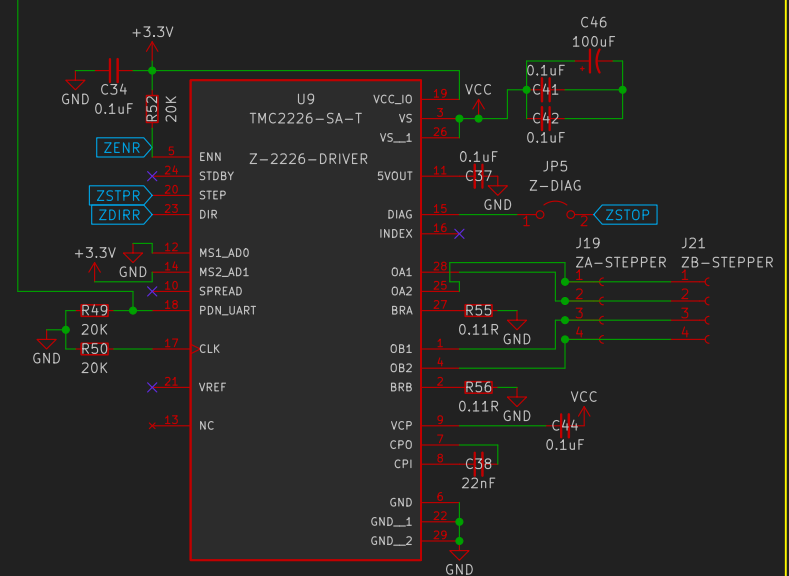 C46
100uF
+3.3V
0.1uF
C34
0.1uF
GND
R52
20K
U9
TMC2226-SA-T
Z-2226-DRIVER
VCC_IO 19
VS 3
VS__1 26
VCC
C41
C42
0.1uF
ZENR 5 ENN
24 STDBY
ZSTPR 20 STEP
ZDIRR 23 DIR
5VOUT 11
0.1uF
C37
GND
JP5
Z-DIAG
DIAG 15
1 2
ZSTOP
INDEX 16
+3.3V
GND
12 MS1_AD0
14 MS2_AD1
10 SPREAD
18 PDN_UART
R49
20K
GND
R50
20K
17 CLK
21 VREF
13 NC
J19
ZA-STEPPER
J21
ZB-STEPPER
OA1 28
OA2 25
1 1
2 2
3 3
4 4
BRA 27
R55
0.11R
GND
OB1 1
OB2 4
BRB 2
R56
0.11R
GND
VCC
VCP 9
C44
0.1uF
CPO 7
CPI 8
C38
22nF
GND 6
GND__1 22
GND__2 29
GND